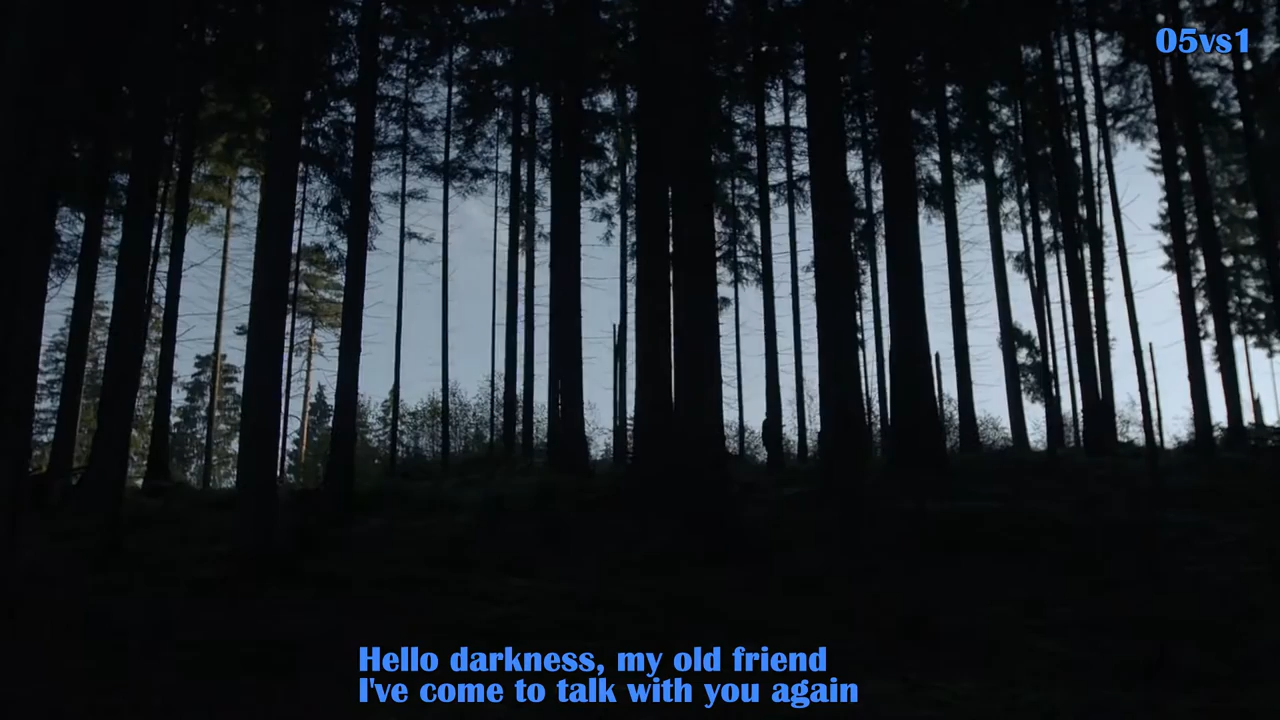 05vs1
Hello darkness, my old friend
I've come to talk with you again